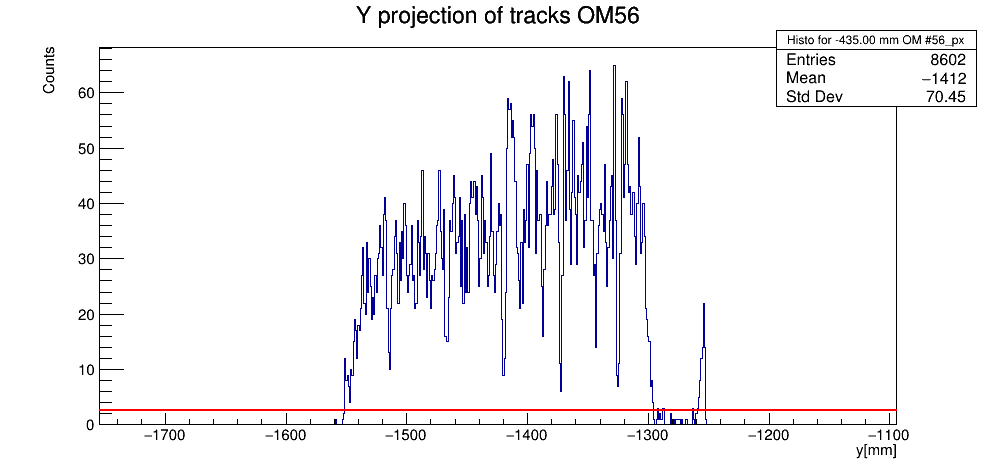 Y projection of tracks OM56
Histo for -435.00 mm OM #56_px
Entries 8602
Mean −1412
Std Dev 70.45
Counts
60
50
40
30
20
10
0
−1700 −1600 −1500 −1400 −1300 −1200 −1100
y[mm]